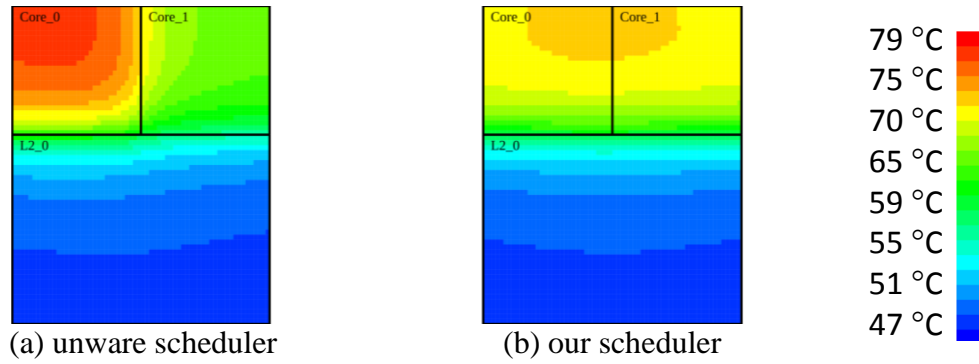 Core_0
Core_1
L2_0
(a) unware scheduler
Core_0
Core_1
L2_0
(b) our scheduler
79 °C
75 °C
70 °C
65 °C
59 °C
55 °C
51 °C
47 °C